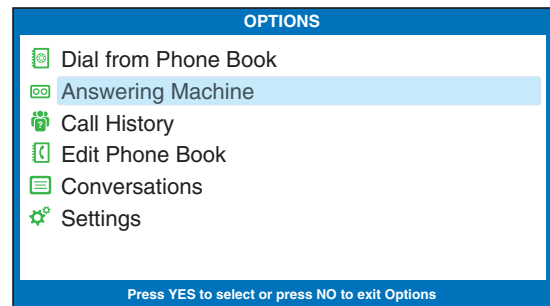 OPTIONS
Dial from Phone Book
Answering Machine
Call History
Edit Phone Book
Conversations
Settings
Press YES to select or press NO to exit Options